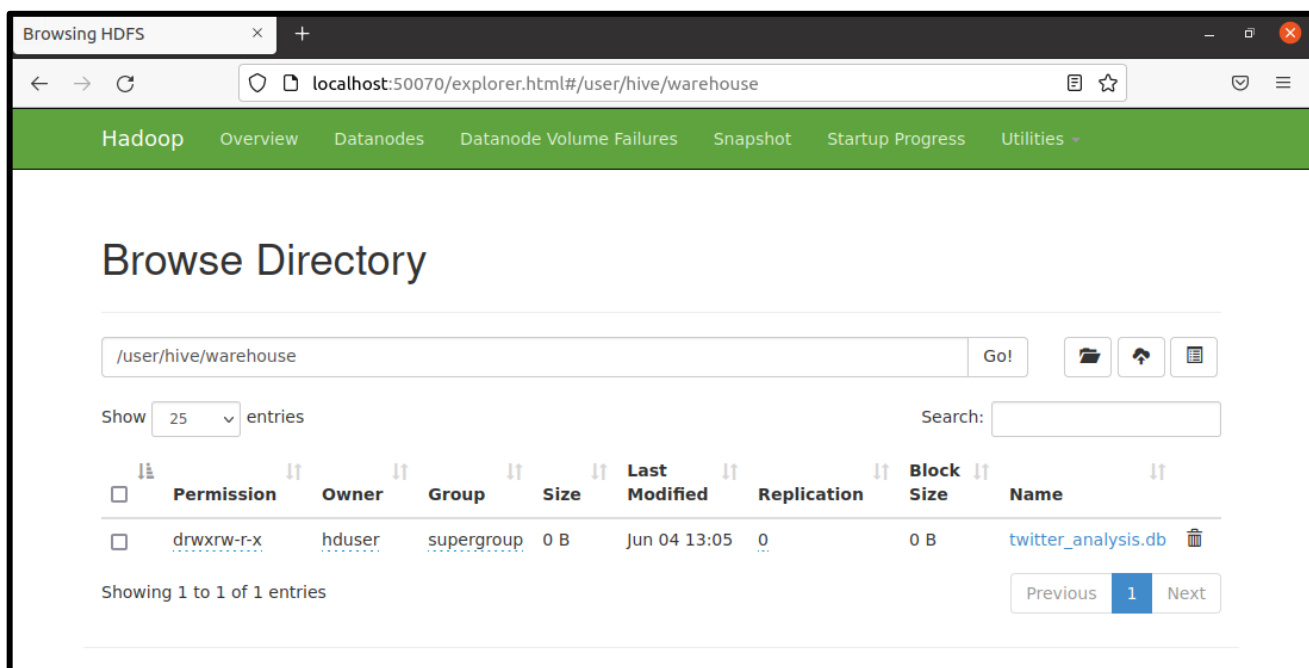 Browsing HDFS
localhost:50070/explorer.html#/user/hive/warehouse
Hadoop Overview Datanodes Datanode Volume Failures Snapshot Startup Progress Utilities
Browse Directory
/user/hive/warehouse Go!
Show 25 entries Search:
Permission Owner Group Size Last Modified Replication Block Size Name
drwxrw-r-x hduser supergroup 0 B Jun 04 13:05 0 0 B twitter_analysis.db
Showing 1 to 1 of 1 entries Previous 1 Next